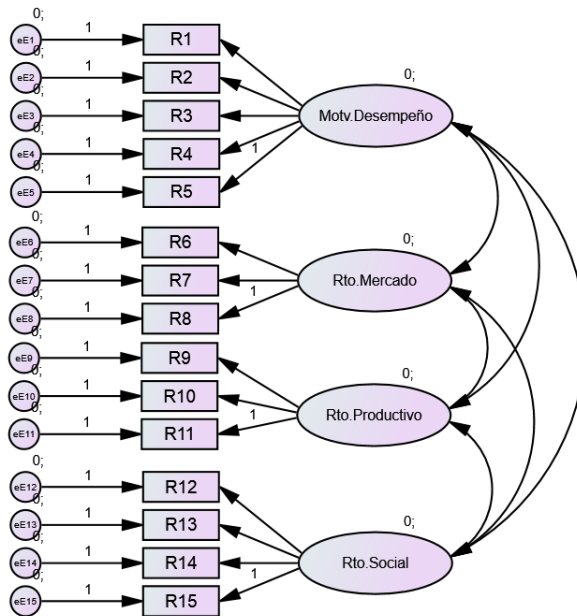 0;
eE1 1 R1
0;
eE2 1 R2
0;
eE3 1 R3
0;
eE4 1 R4
0;
eE5 1 R5
1
0;
Motv.Desempeño
0;
eE6 1 R6
0;
eE7 1 R7
0;
eE8 1 R8
1
0;
Rto.Mercado
eE9 1 R9
0;
eE10 1 R10
0;
eE11 1 R11
1
0;
Rto.Productivo
0;
eE12 1 R12
0;
eE13 1 R13
0;
eE14 1 R14
0;
eE15 1 R15
1
0;
Rto.Social